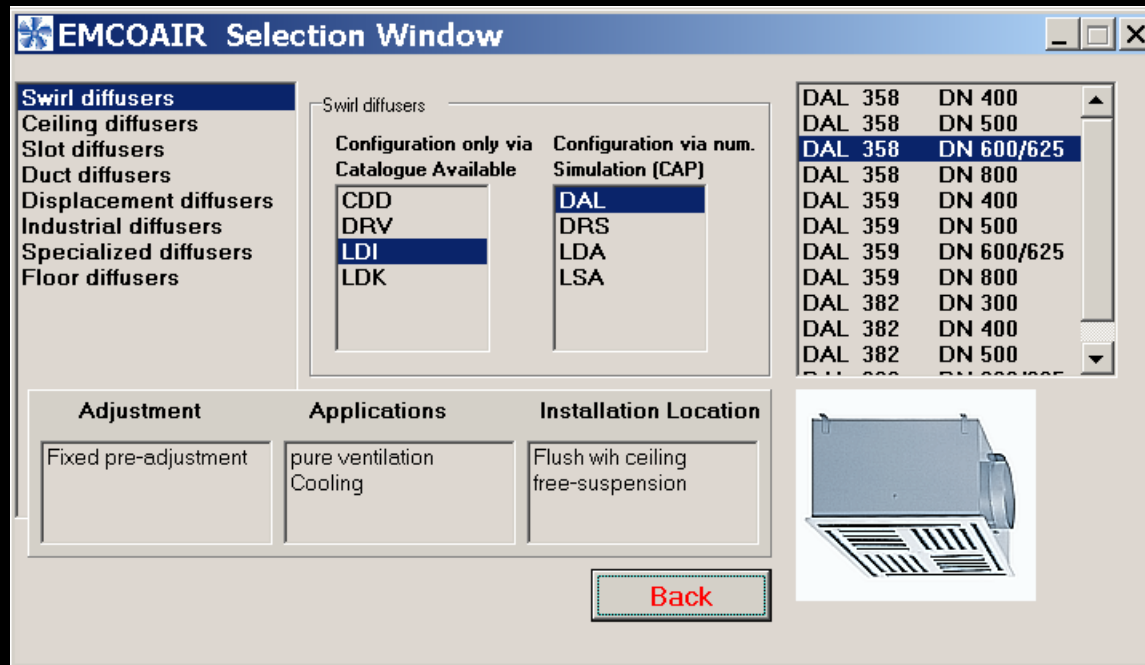 EMCOAIR Selection Window
Swirl diffusers
Ceiling diffusers
Slot diffusers
Duct diffusers
Displacement diffusers
Industrial diffusers
Specialized diffusers
Floor diffusers
Swirl diffusers
Configuration only via
Catalogue Available
CDD
DRV
LDI
LDK
Configuration via num.
Simulation (CAP)
DAL
DRS
LDA
LSA
DAL 358 DN 400
DAL 358 DN 500
DAL 358 DN 600/625
DAL 358 DN 800
DAL 359 DN 400
DAL 359 DN 500
DAL 359 DN 600/625
DAL 359 DN 800
DAL 382 DN 300
DAL 382 DN 400
DAL 382 DN 500
Adjustment
Fixed pre-adjustment
Applications
pure ventilation
Cooling
Installation Location
Flush wih ceiling
free-suspension
Back